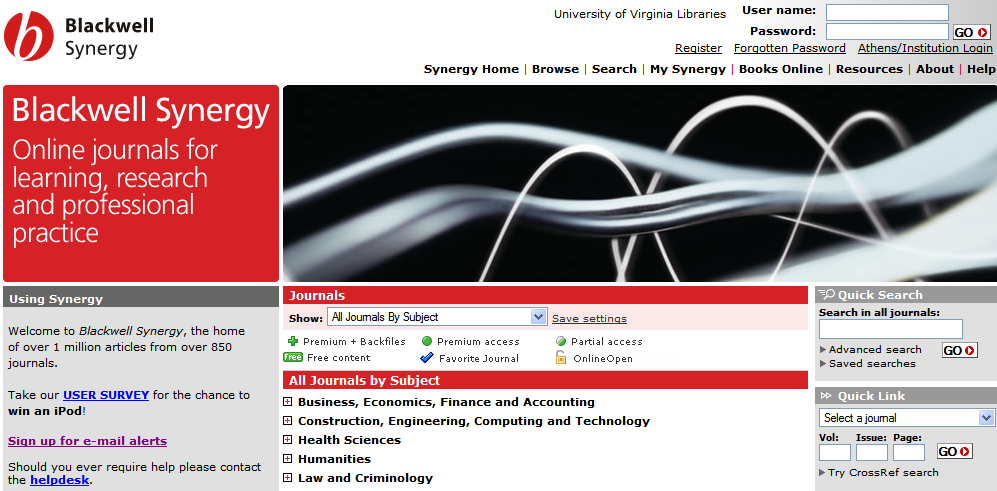 Blackwell
Synergy
University of Virginia Libraries
User name:
Password:
GO
Register Forgotten Password Athens/Institution Login
Synergy Home | Browse | Search | My Synergy | Books Online | Resources | About | Help
Blackwell Synergy
Online journals for
learning, research
and professional
practice
Using Synergy
Welcome to Blackwell Synergy, the home
of over 1 million articles from over 850
journals.
Take our USER SURVEY for the chance to
win an iPod!
Sign up for e-mail alerts
Should you ever require help please contact
the helpdesk.
Journals
Show: All Journals By Subject Save settings
Premium + Backfiles Premium access Partial access
Free Free content Favorite Journal OnlineOpen
All Journals by Subject
Business, Economics, Finance and Accounting
Construction, Engineering, Computing and Technology
Health Sciences
Humanities
Law and Criminology
Quick Search
Search in all journals:
Advanced search GO
Saved searches
Quick Link
Select a journal
Vol: Issue: Page:
GO
Try CrossRef search